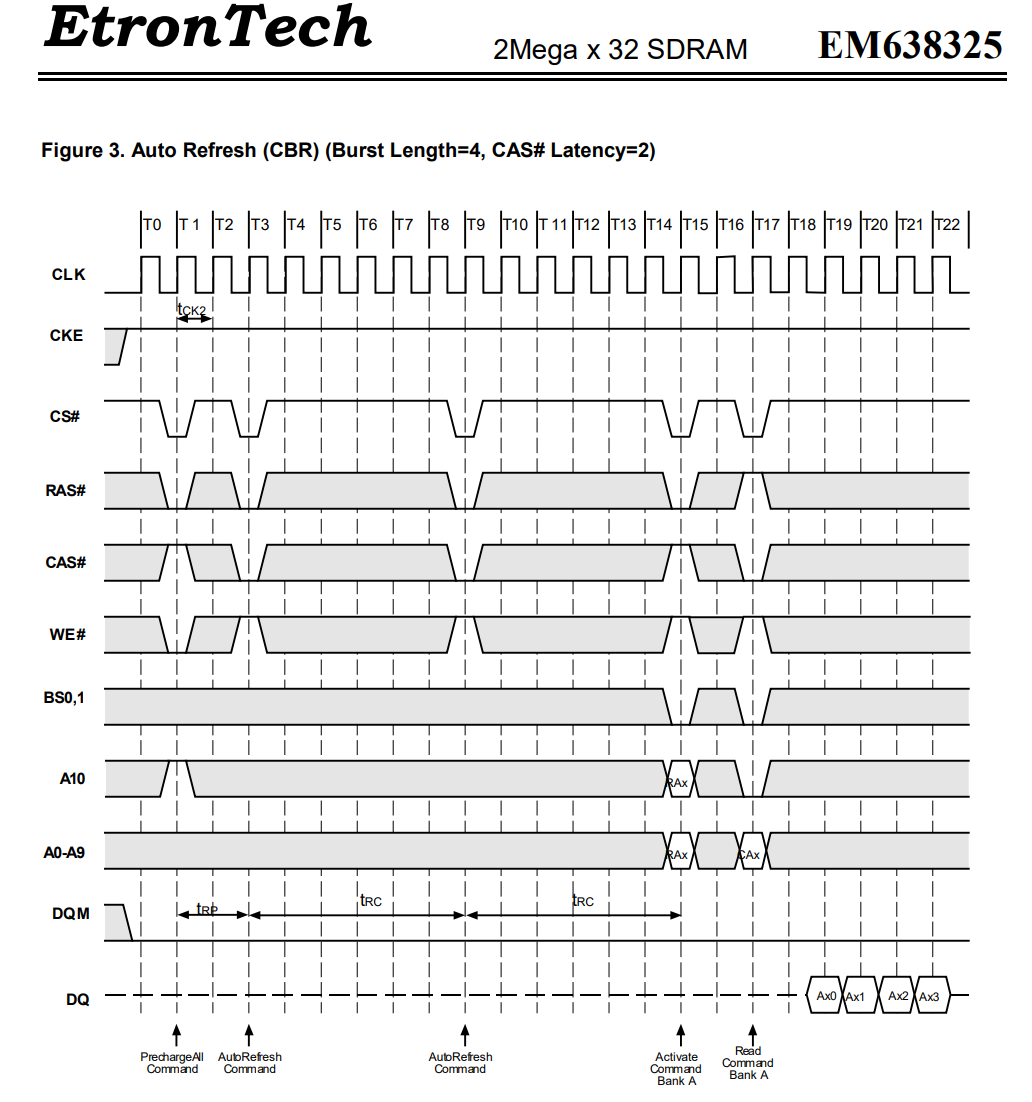 EtronTech
2Mega x 32 SDRAM
EM638325
Figure 3. Auto Refresh (CBR) (Burst Length=4, CAS# Latency=2)
T0 T 1 T2 T3 T4 T5 T6 T7 T8 T9 T10 T 11 T12 T13 T14 T15 T16 T17 T18 T19 T20 T21 T22
CLK
tCK2
CKE
CS#
RAS#
CAS#
WE#
BS0,1
A10
RAx
A0-A9
RAx CAx
DQM
tRP tRC tRC
DQ
Ax0 Ax1 Ax2 Ax3
PrechargeAll
Command
AutoRefresh
Command
AutoRefresh
Command
Activate
Command
Bank A
Read
Command
Bank A